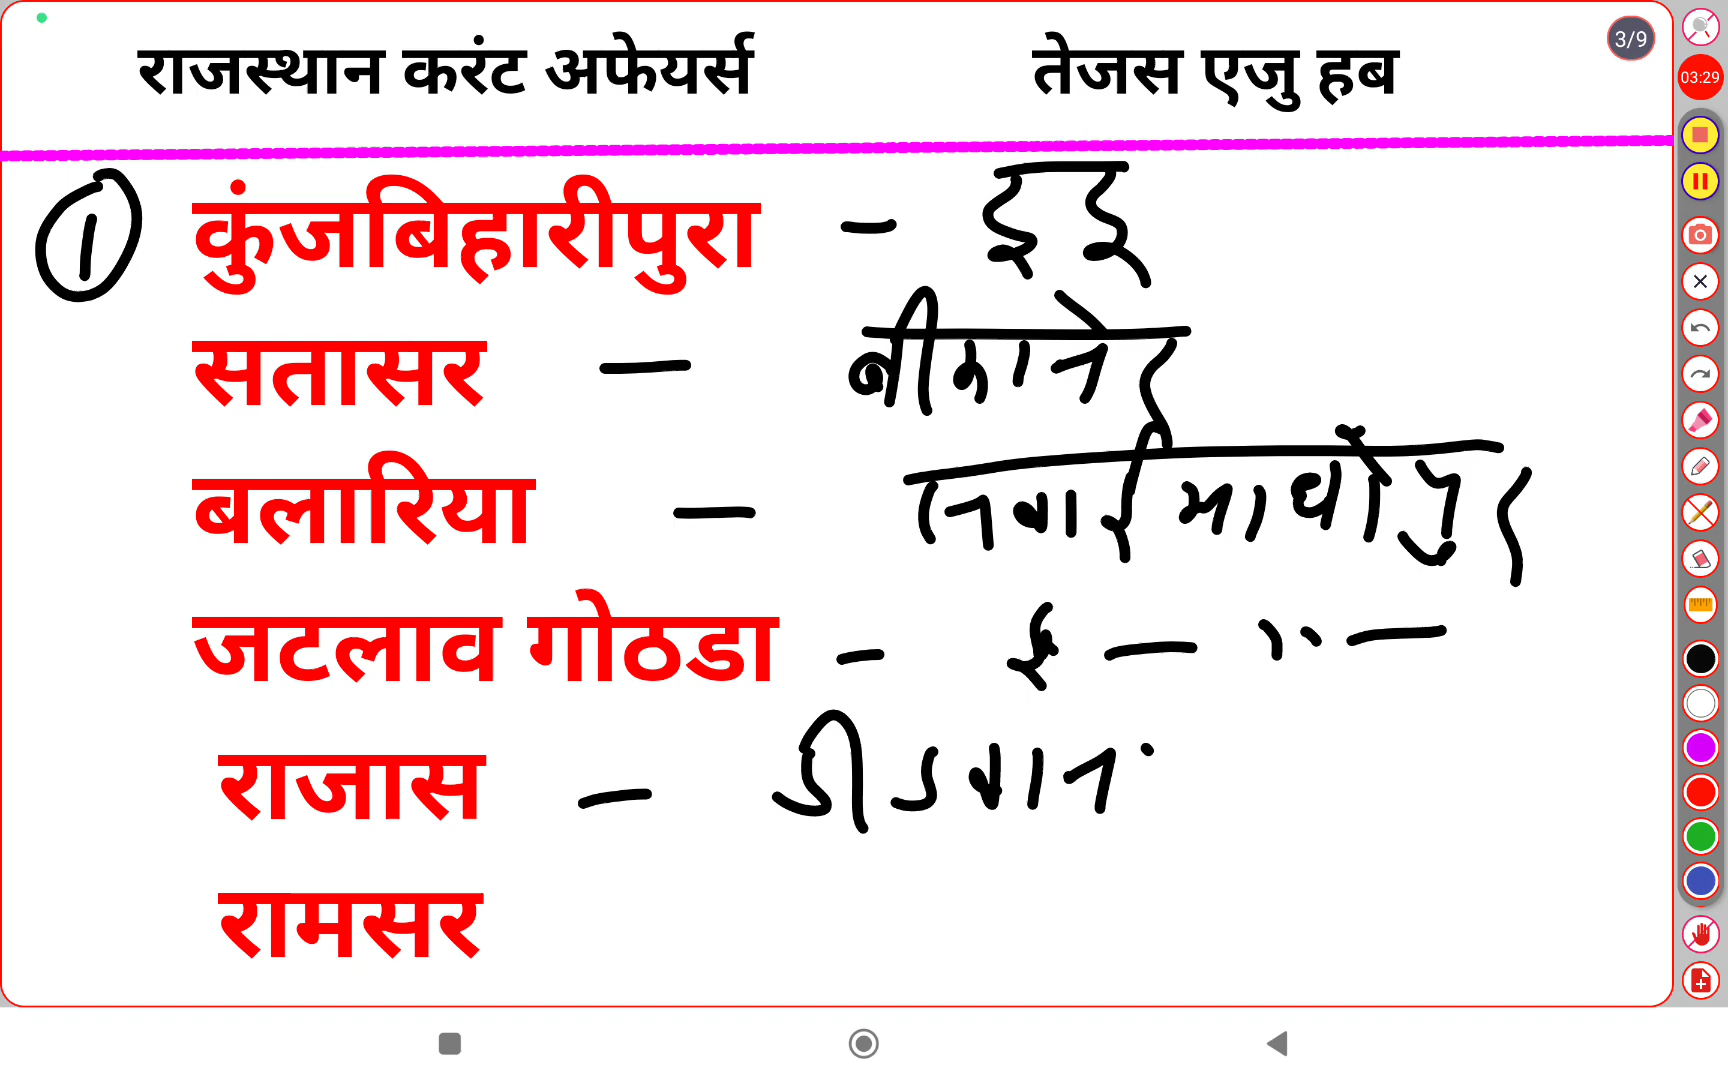 राजस्थान करंट अफेयर्स तेजस एजु हब 3/9
03:29
1 कुंजबिहारीपुरा - दुदु
सतासर - बीकानेर
बलारिया - सवाई माधोपुर
जटलाव गोठडा - - " -
राजास - डीडवाना
रामसर